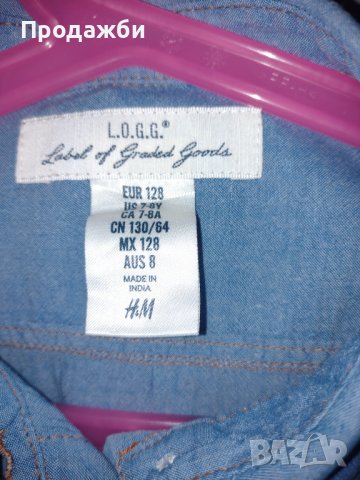 Продажби
L.O.G.G.®
Label of Graded Goods
EUR 128
US 7-8Y
CA 7-8A
CN 130/64
MX 128
AUS 8
MADE IN
INDIA
H&M
BAZAR